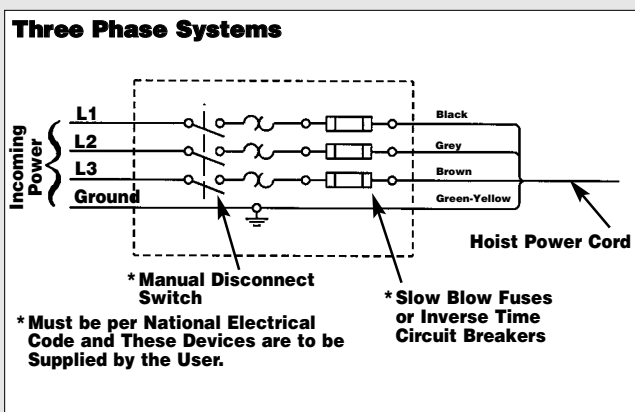 Three Phase Systems
Incoming
Power
L1
L2
L3
Ground
Black
Grey
Brown
Green-Yellow
Hoist Power Cord
* Manual Disconnect
Switch
* Slow Blow Fuses
or Inverse Time
Circuit Breakers
* Must be per National Electrical
Code and These Devices are to be
Supplied by the User.